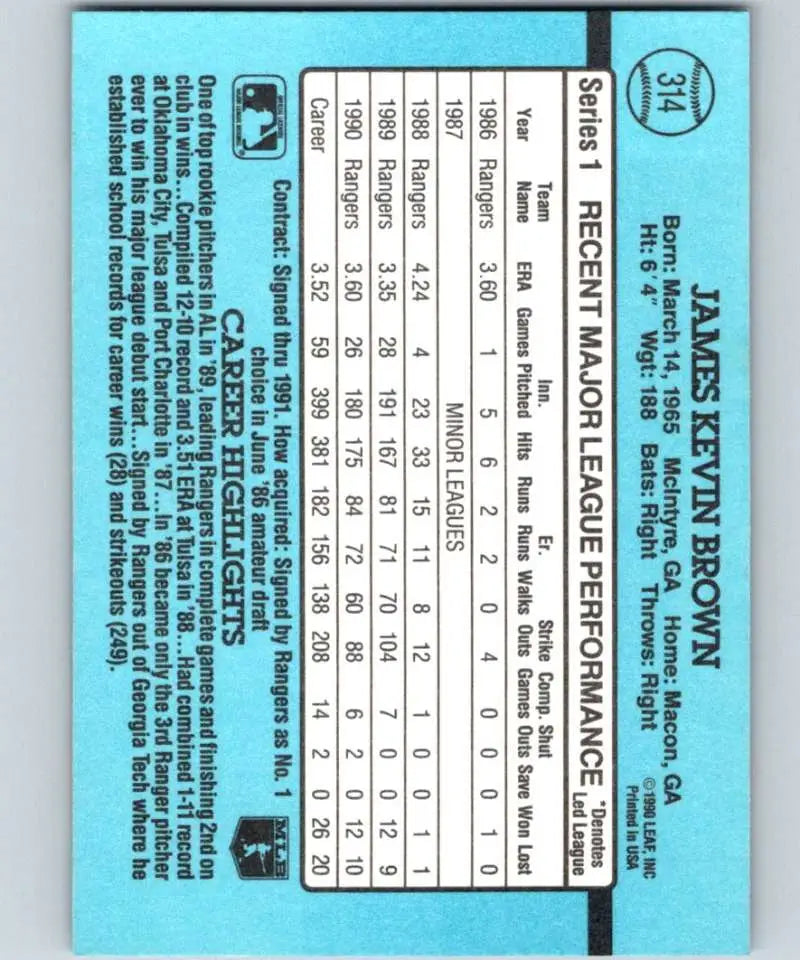 314
JAMES KEVIN BROWN
Born: March 14, 1965 McIntyre, GA Home: Macon, GA
Ht: 6' 4" Wgt: 188 Bats: Right Throws: Right
©1990 LEAF, INC
Printed in USA
Series 1 RECENT MAJOR LEAGUE PERFORMANCE *Denotes Led League
Team Inn. Er. Strike Comp. Shut
Year Name ERA Games Pitched Hits Runs Runs Walks Outs Games Outs Save Won Lost
1986 Rangers 3.60 1 5 6 2 2 0 4 0 0 0 1 0
1987 MINOR LEAGUES
1988 Rangers 4.24 4 23 33 15 11 8 12 1 0 0 1 1
1989 Rangers 3.35 28 191 167 81 71 70 104 7 0 0 12 9
1990 Rangers 3.60 26 180 175 84 72 60 88 6 2 0 12 10
Career 3.52 59 399 381 182 156 138 208 14 2 0 26 20
Contract: Signed thru 1991. How acquired: Signed by Rangers as No. 1
choice in June '86 amateur draft
CAREER HIGHLIGHTS
One of top rookie pitchers in AL in '89, leading Rangers in complete games and finishing 2nd on
club in wins...Compiled 12-10 record and 3.51 ERA at Tulsa in '88...Had combined 1-11 record
at Oklahoma City, Tulsa and Port Charlotte in '87...In '86 became only the 3rd Ranger pitcher
ever to win his major league debut start...Signed by Rangers out of Georgia Tech where he
established school records for career wins (28) and strikeouts (249).